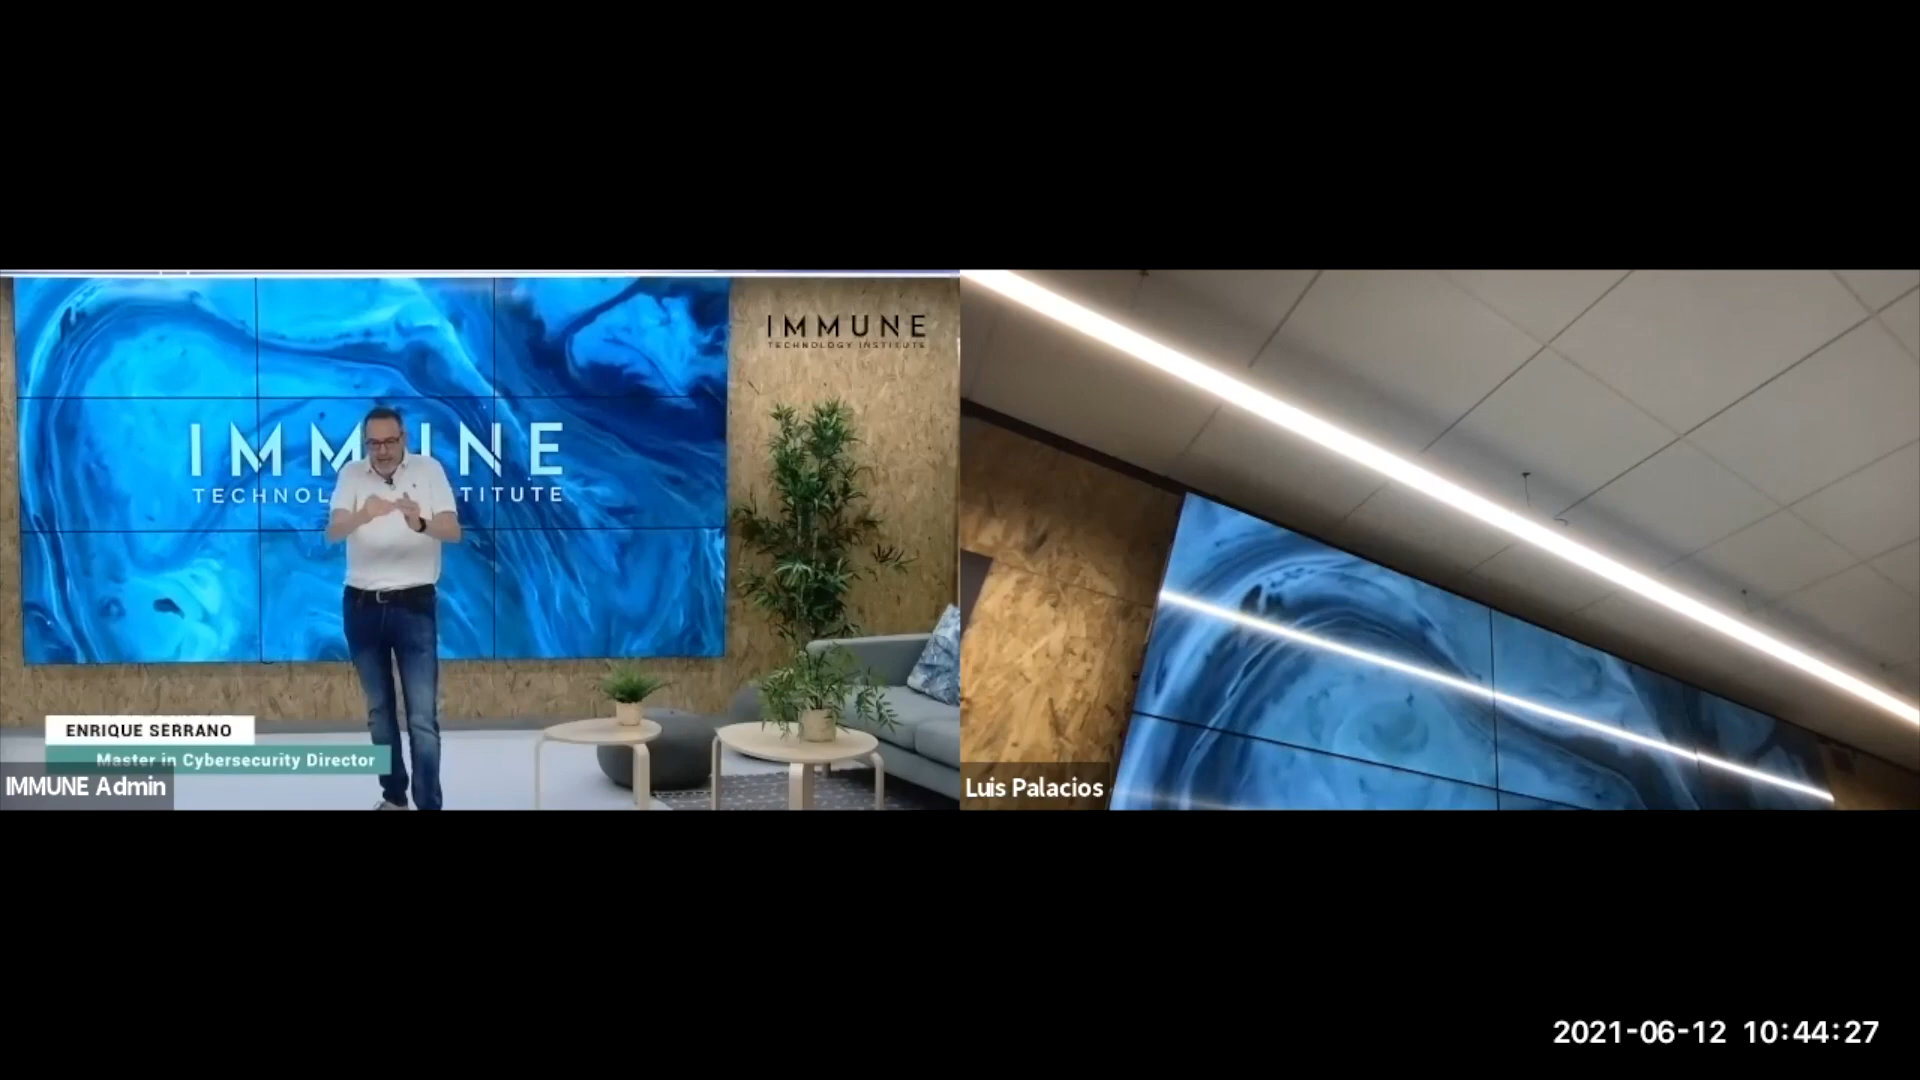 IMMUNE
TECHNOLOGY INSTITUTE
IMM NE
TECHNOL TITUTE
ENRIQUE SERRANO
Master in Cybersecurity Director
IMMUNE Admin
Luis Palacios
2021-06-12 10:44:27